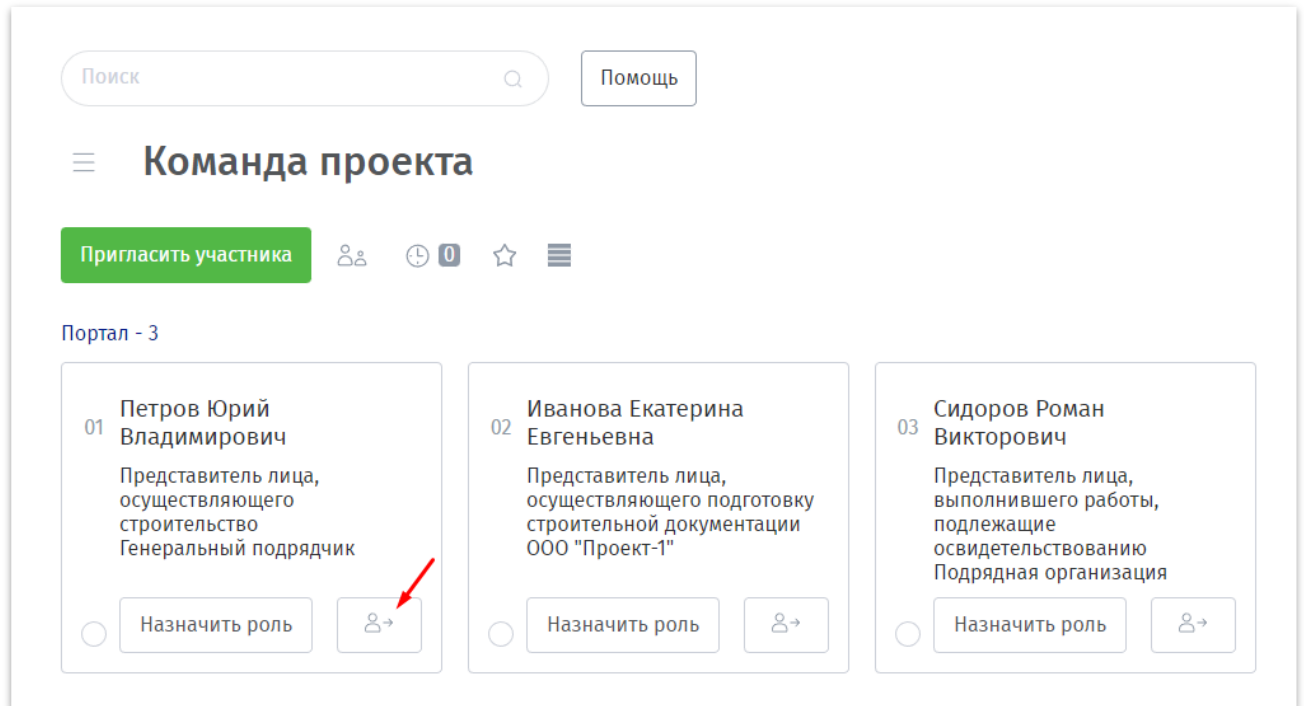 Поиск
Помощь
Команда проекта
Пригласить участника
0
Портал - 3
01
Петров Юрий
Владимирович
Представитель лица,
осуществляющего
строительство
Генеральный подрядчик
Назначить роль
02
Иванова Екатерина
Евгеньевна
Представитель лица,
осуществляющего подготовку
строительной документации
ООО "Проект-1"
Назначить роль
03
Сидоров Роман
Викторович
Представитель лица,
выполнившего работы,
подлежащие
освидетельствованию
Подрядная организация
Назначить роль